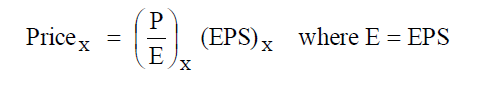 Price_x = (P/E)_x (EPS)_x where E = EPS